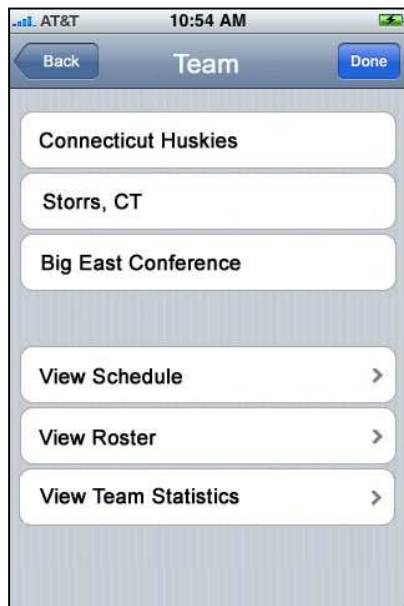 AT&T 10:54 AM
Back Team Done
Connecticut Huskies
Storrs, CT
Big East Conference
View Schedule
View Roster
View Team Statistics